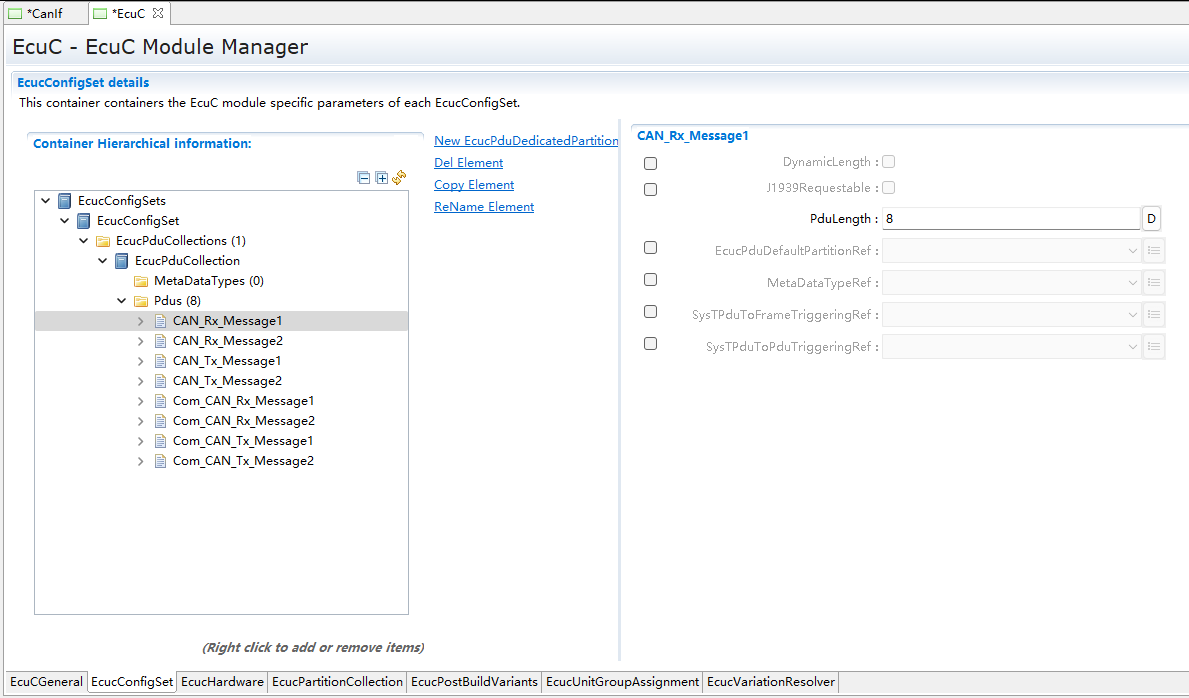 *CanIf
*EcuC
EcuC - EcuC Module Manager
EcucConfigSet details
This container containers the EcuC module specific parameters of each EcucConfigSet.
Container Hierarchical information:
EcucConfigSets
EcucConfigSet
EcucPduCollections (1)
EcucPduCollection
MetaDataTypes (0)
Pdus (8)
CAN_Rx_Message1
CAN_Rx_Message2
CAN_Tx_Message1
CAN_Tx_Message2
Com_CAN_Rx_Message1
Com_CAN_Rx_Message2
Com_CAN_Tx_Message1
Com_CAN_Tx_Message2
(Right click to add or remove items)
New EcucPduDedicatedPartition
Del Element
Copy Element
ReName Element
CAN_Rx_Message1
DynamicLength :
J1939Requestable :
PduLength : 8 D
EcucPduDefaultPartitionRef :
MetaDataTypeRef :
SysTPduToFrameTriggeringRef :
SysTPduToPduTriggeringRef :
EcuCGeneral EcucConfigSet EcucHardware EcucPartitionCollection EcucPostBuildVariants EcucUnitGroupAssignment EcucVariationResolver